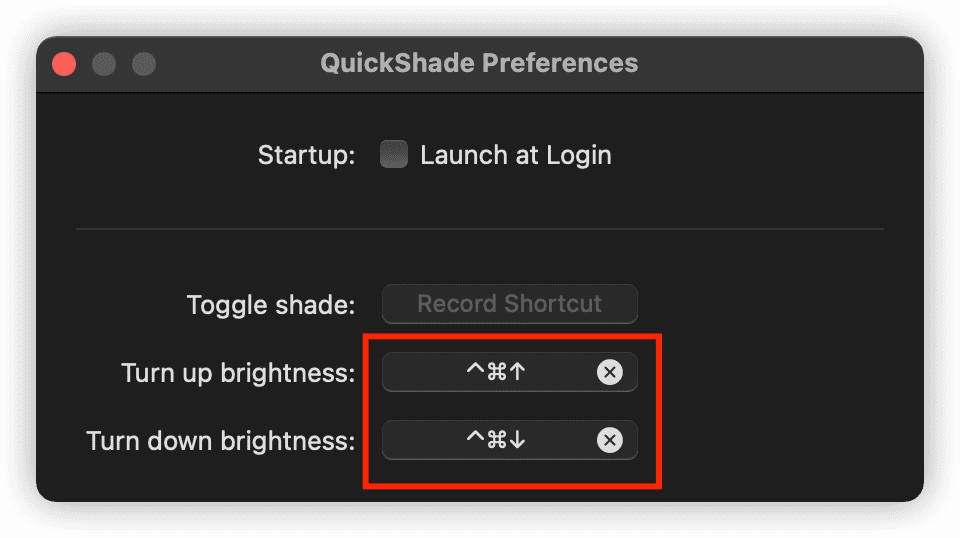 QuickShade Preferences
Startup: Launch at Login
Toggle shade: Record Shortcut
Turn up brightness: ^⌘↑
Turn down brightness: ^⌘↓